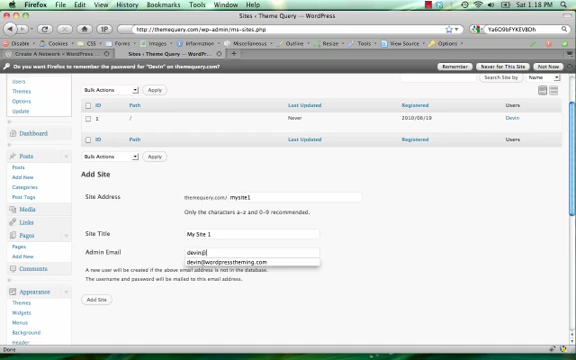 Firefox File Edit View History Bookmarks Tools Window Help Sat 1:18 PM
Sites ‹ Theme Query — WordPress
http://themequery.com/wp-admin/ms-sites.php
Disable Cookies CSS Forms Images Information Miscellaneous Outline Resize Tools View Source Options
Create A Network « WordPress ... Sites ‹ Theme Query — WordPr...
Do you want Firefox to remember the password for "Devin" on themequery.com? Remember Never for This Site Not Now
Users
Themes
Options
Update
Dashboard
Posts
Posts
Add New
Categories
Post Tags
Media
Links
Pages
Pages
Add New
Comments
Appearance
Themes
Widgets
Menus
Header
Search Site by Name
Bulk Actions Apply
ID Path Last Updated Registered Users
1 / Never 2010/06/19 Devin
ID Path Last Updated Registered Users
Bulk Actions Apply
Add Site
Site Address themequery.com/ mysite1
Only the characters a-z and 0-9 recommended.
Site Title My Site 1
Admin Email devin@
devin@wordpresstheming.com
A new user will be created if the above email address is not in the database.
The username and password will be mailed to this email address.
Add Site
Done